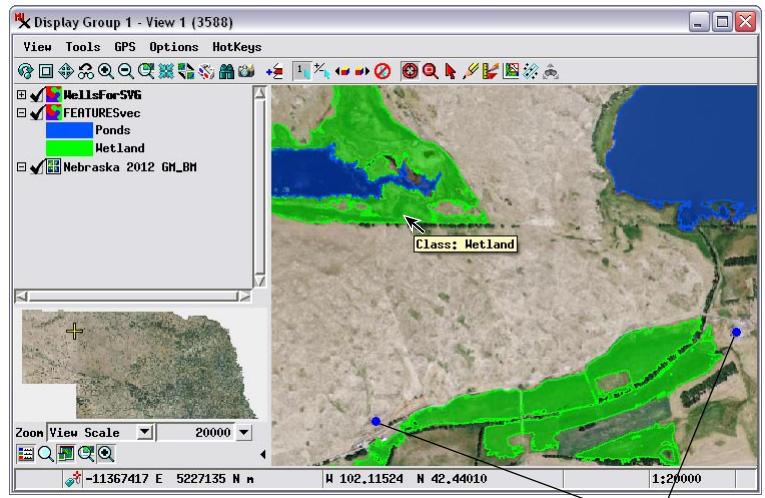 Display Group 1 - View 1 (3588)
View Tools GPS Options HotKeys
WellsForSVG
FEATURESvec
Ponds
Wetland
Nebraska 2012 GM_BM
Class: Wetland
Zoom View Scale 20000
-11367417 E 5227135 N m W 102.11524 N 42.44010 1:20000